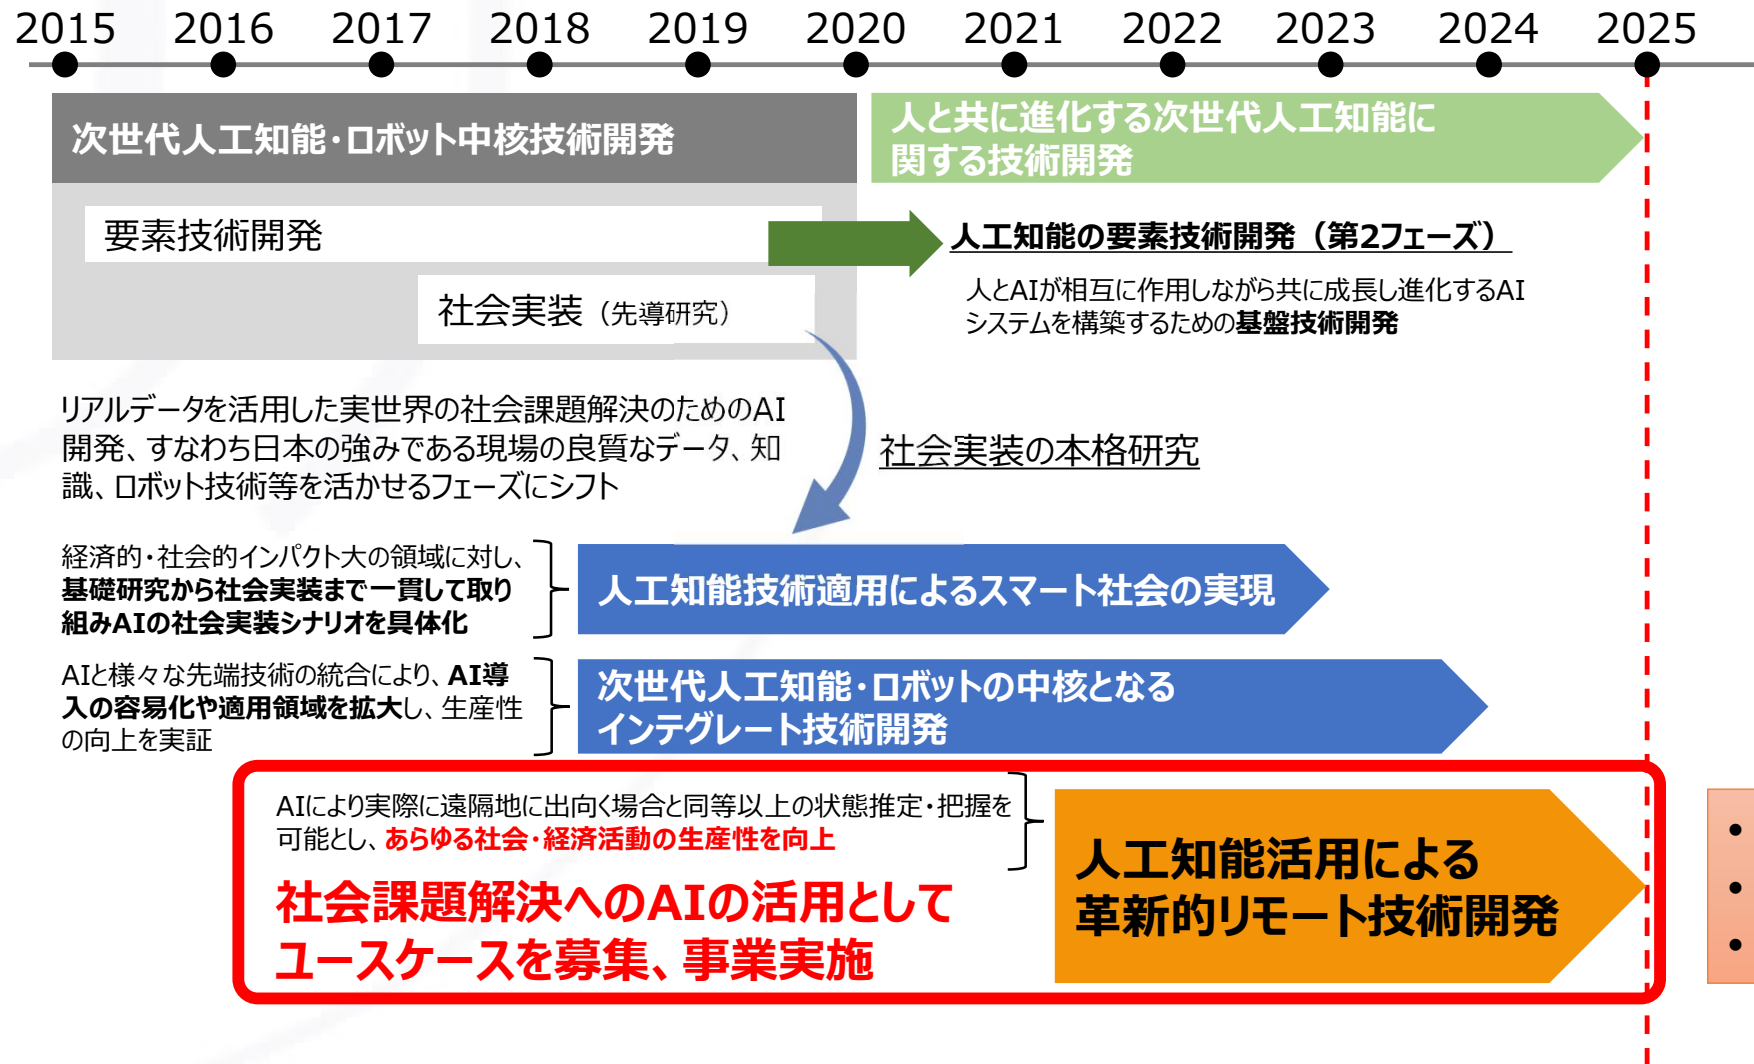 2015 2016 2017 2018 2019 2020 2021 2022 2023 2024 2025
次世代人工知能・ロボット中核技術開発
人と共に進化する次世代人工知能に
関する技術開発
要素技術開発
人工知能の要素技術開発（第2フェーズ）
社会実装（先導研究）
人とAIが相互に作用しながら共に成長し進化するAI
システムを構築するための基盤技術開発
リアルデータを活用した実世界の社会課題解決のためのAI
開発、すなわち日本の強みである現場の良質なデータ、知
識、ロボット技術等を活かせるフェーズにシフト
社会実装の本格研究
経済的・社会的インパクト大の領域に対し、
基礎研究から社会実装まで一貫して取り
組みAIの社会実装シナリオを具体化
人工知能技術適用によるスマート社会の実現
AIと様々な先端技術の統合により、AI導
入の容易化や適用領域を拡大し、生産性
の向上を実証
次世代人工知能・ロボットの中核となる
インテグレート技術開発
AIにより実際に遠隔地に出向く場合と同等以上の状態推定・把握を
可能とし、あらゆる社会・経済活動の生産性を向上
社会課題解決へのAIの活用として
ユースケースを募集、事業実施
人工知能活用による
革新的リモート技術開発